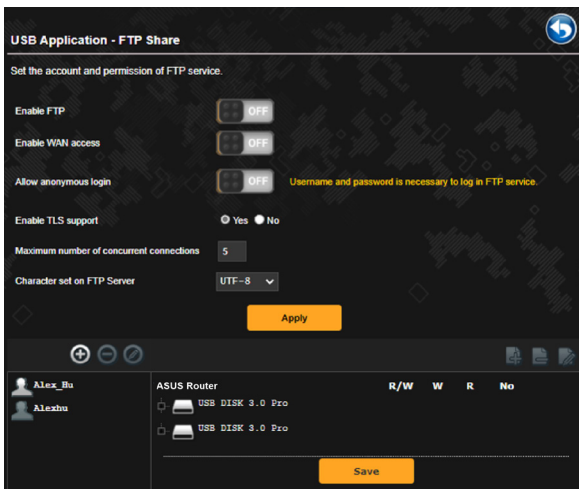 USB Application - FTP Share
Set the account and permission of FTP service.
Enable FTP OFF
Enable WAN access OFF
Allow anonymous login OFF Username and password is necessary to log in FTP service.
Enable TLS support Yes No
Maximum number of concurrent connections 5
Character set on FTP Server UTF-8
Apply
Alex_Hu
Alexhu
ASUS Router R/W W R No
USB DISK 3.0 Pro
USB DISK 3.0 Pro
Save